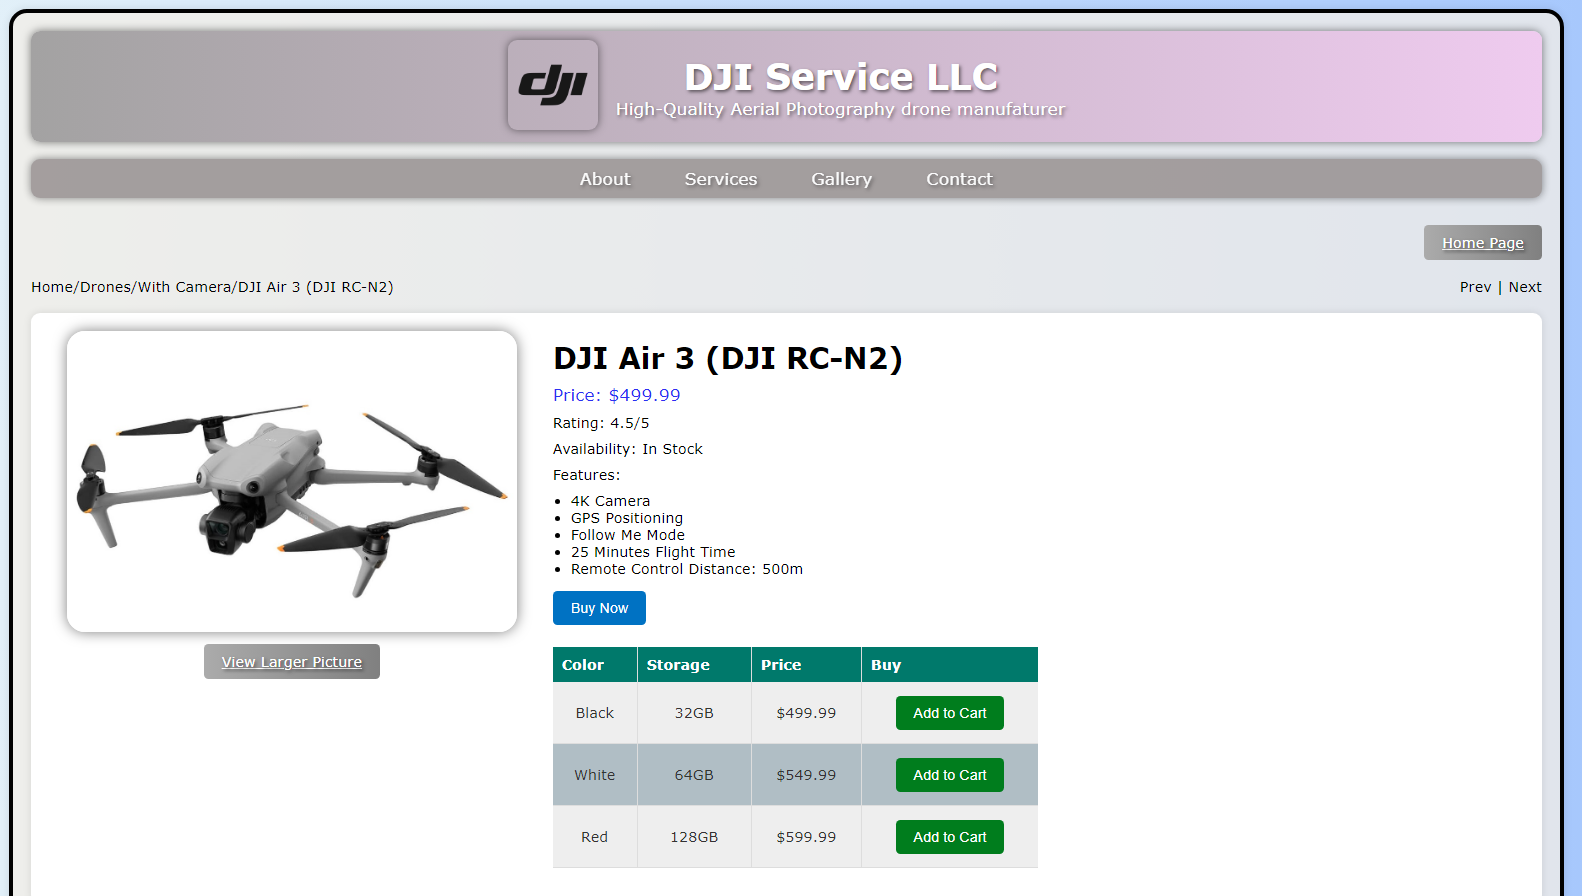 dji
DJI Service LLC
High-Quality Aerial Photography drone manufaturer
About Services Gallery Contact
Home Page
Home/Drones/With Camera/DJI Air 3 (DJI RC-N2) Prev | Next
DJI Air 3 (DJI RC-N2)
Price: $499.99
Rating: 4.5/5
Availability: In Stock
Features:
4K Camera
GPS Positioning
Follow Me Mode
25 Minutes Flight Time
Remote Control Distance: 500m
Buy Now
View Larger Picture
Color Storage Price Buy
Black 32GB $499.99 Add to Cart
White 64GB $549.99 Add to Cart
Red 128GB $599.99 Add to Cart